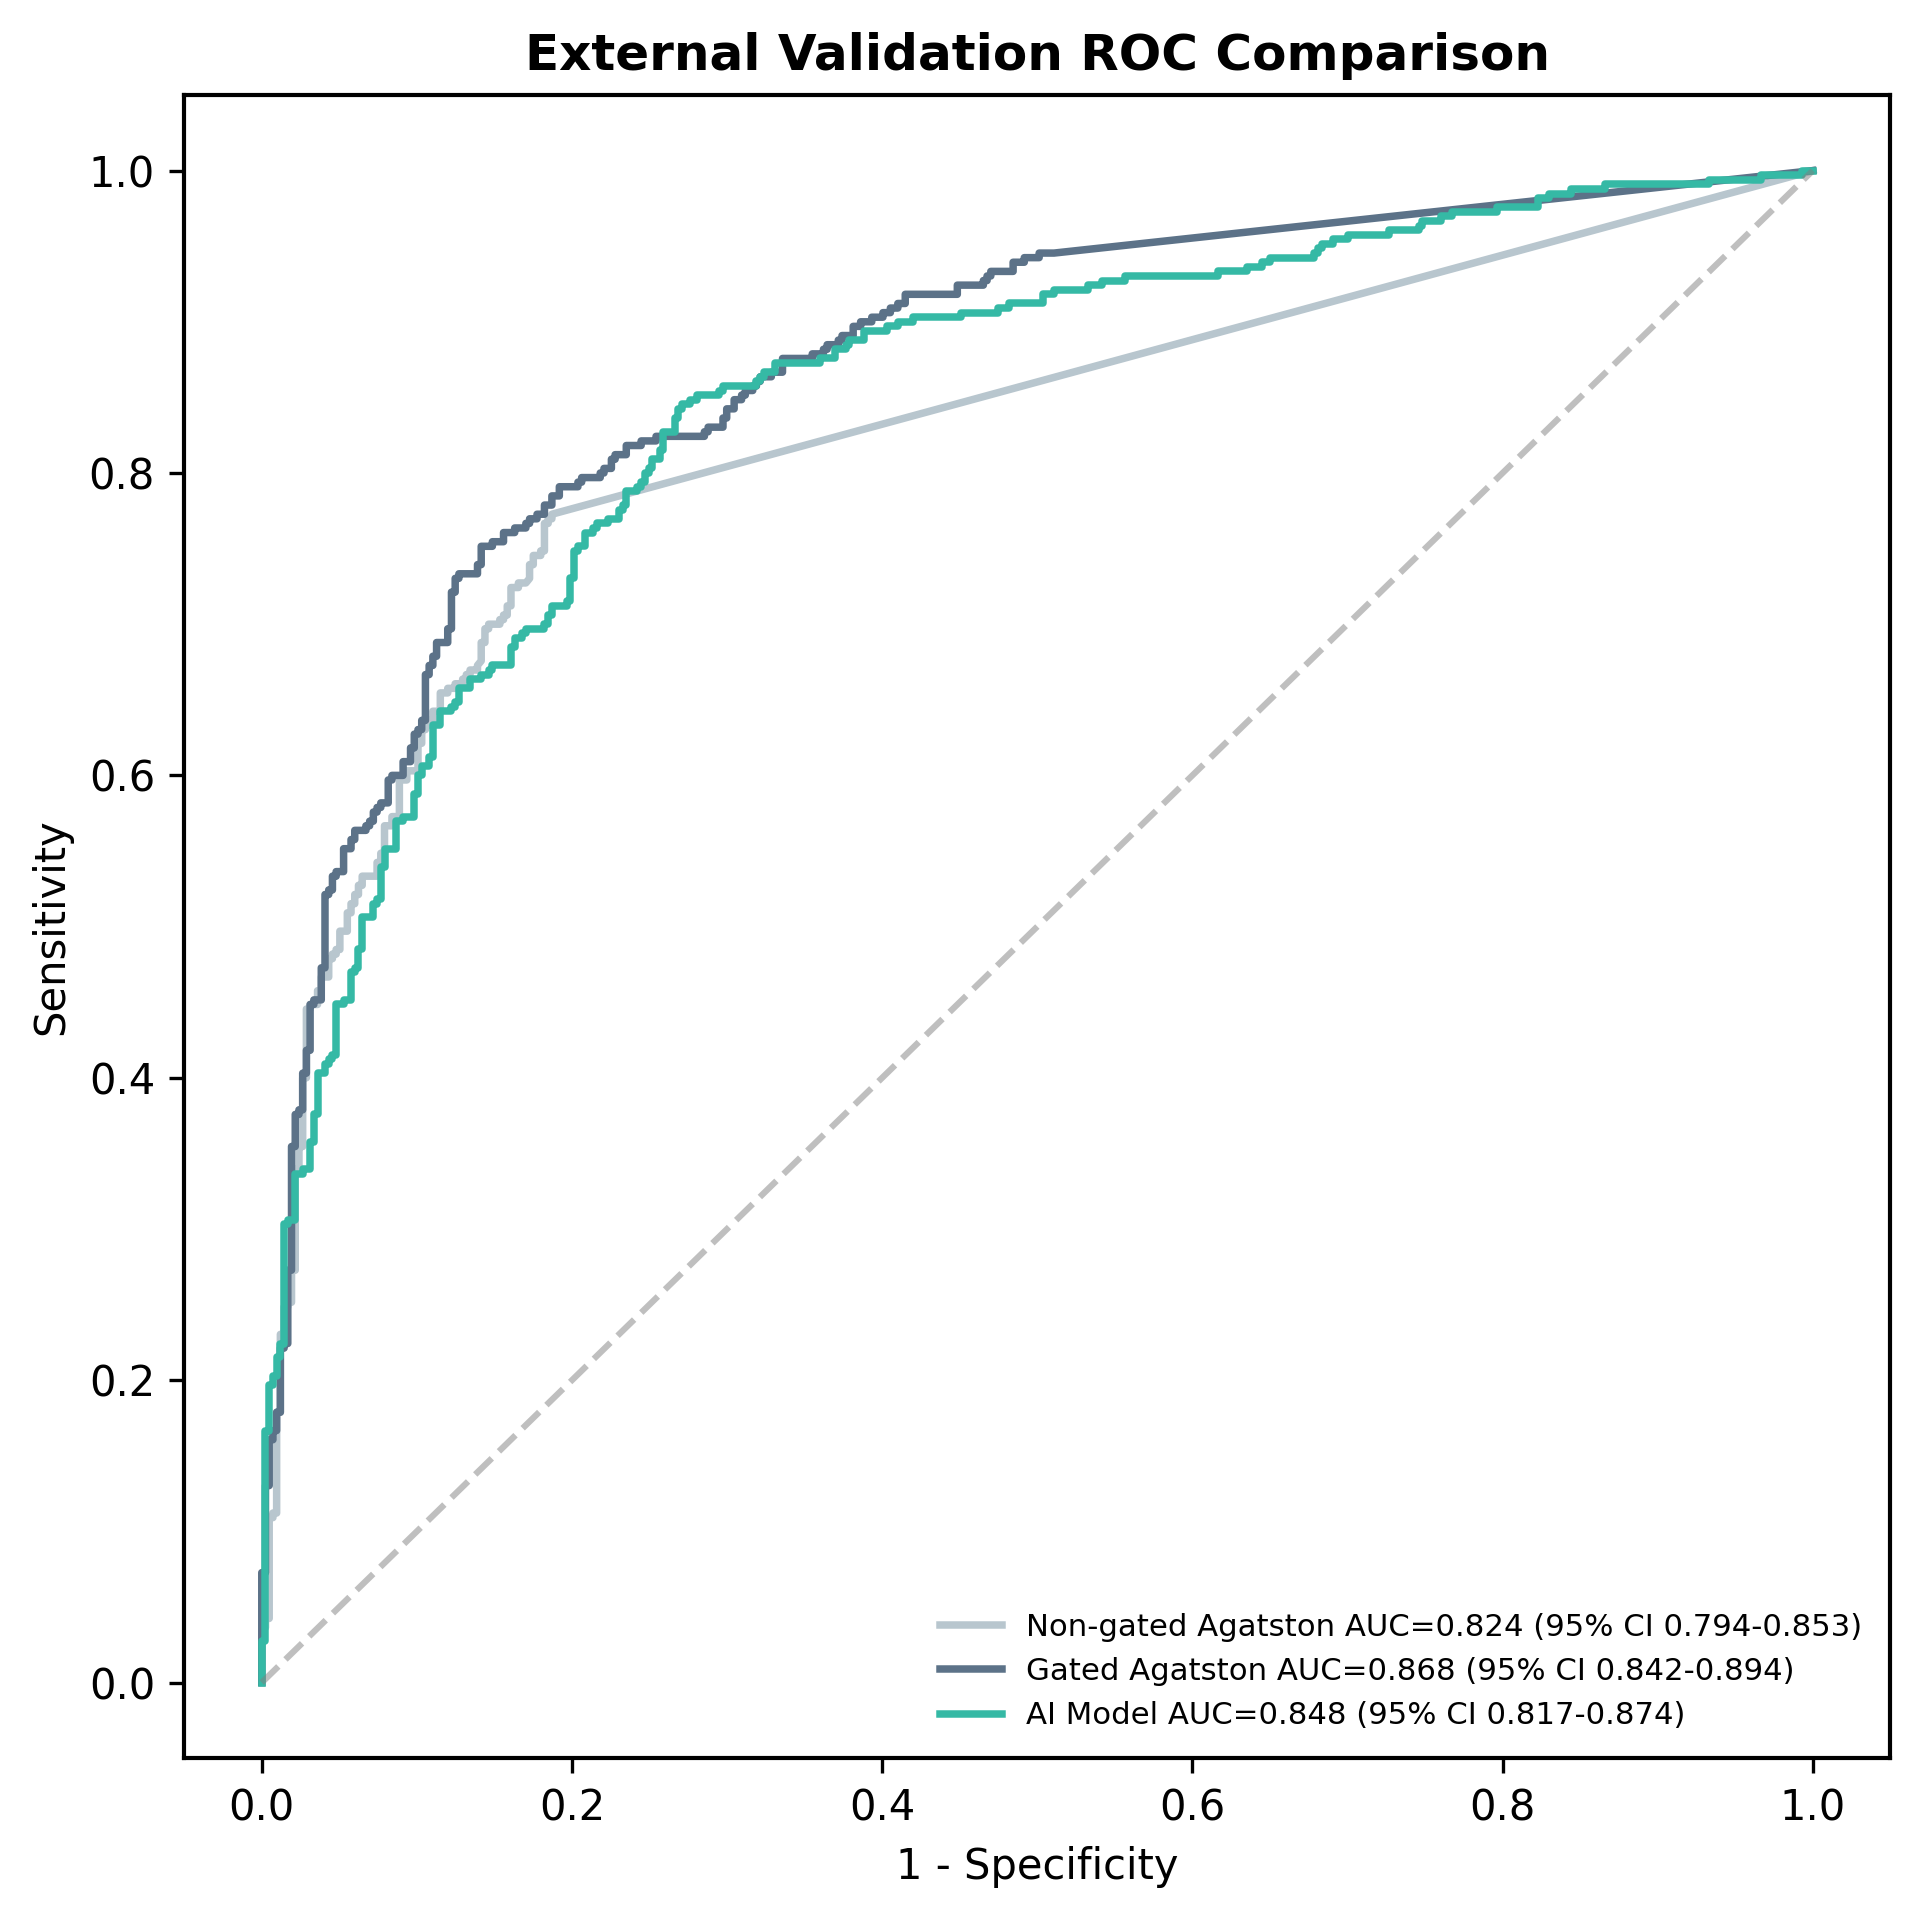 External Validation ROC Comparison
1.0
0.8
0.6
0.4
0.2
0.0
Sensitivity
Non-gated Agatston AUC=0.824 (95% CI 0.794-0.853)
Gated Agatston AUC=0.868 (95% CI 0.842-0.894)
AI Model AUC=0.848 (95% CI 0.817-0.874)
0.0 0.2 0.4 0.6 0.8 1.0
1 - Specificity